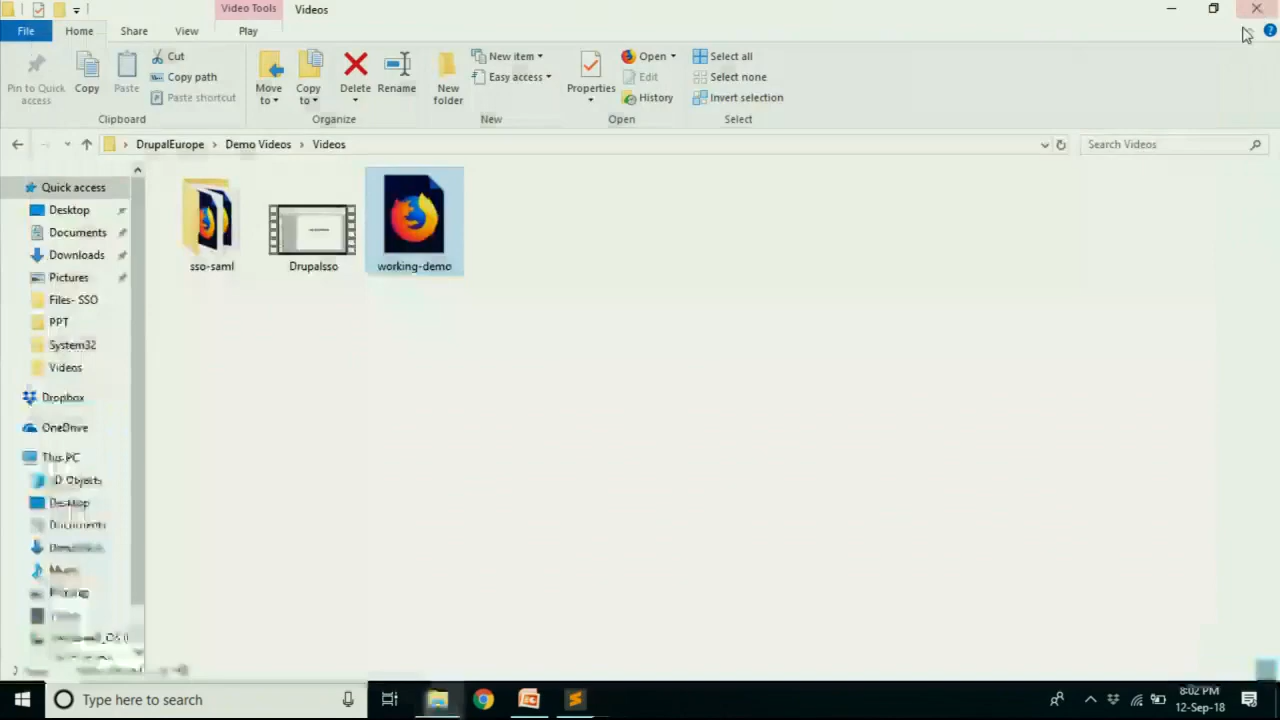 Video Tools
Videos
File
Home
Share
View
Play
Pin to Quick access
Copy
Paste
Cut
Copy path
Paste shortcut
Clipboard
Move to
Copy to
Delete
Rename
Organize
New folder
New item
Easy access
New
Properties
Open
Edit
History
Open
Select all
Select none
Invert selection
Select
DrupalEurope
Demo Videos
Videos
Search Videos
Quick access
Desktop
Documents
Downloads
Pictures
Files- SSO
PPT
System32
Videos
Dropbox
OneDrive
This PC
3D Objects
Desktop
Documents
sso-saml
Drupalsso
working-demo
Type here to search
8:02 PM
12-Sep-18